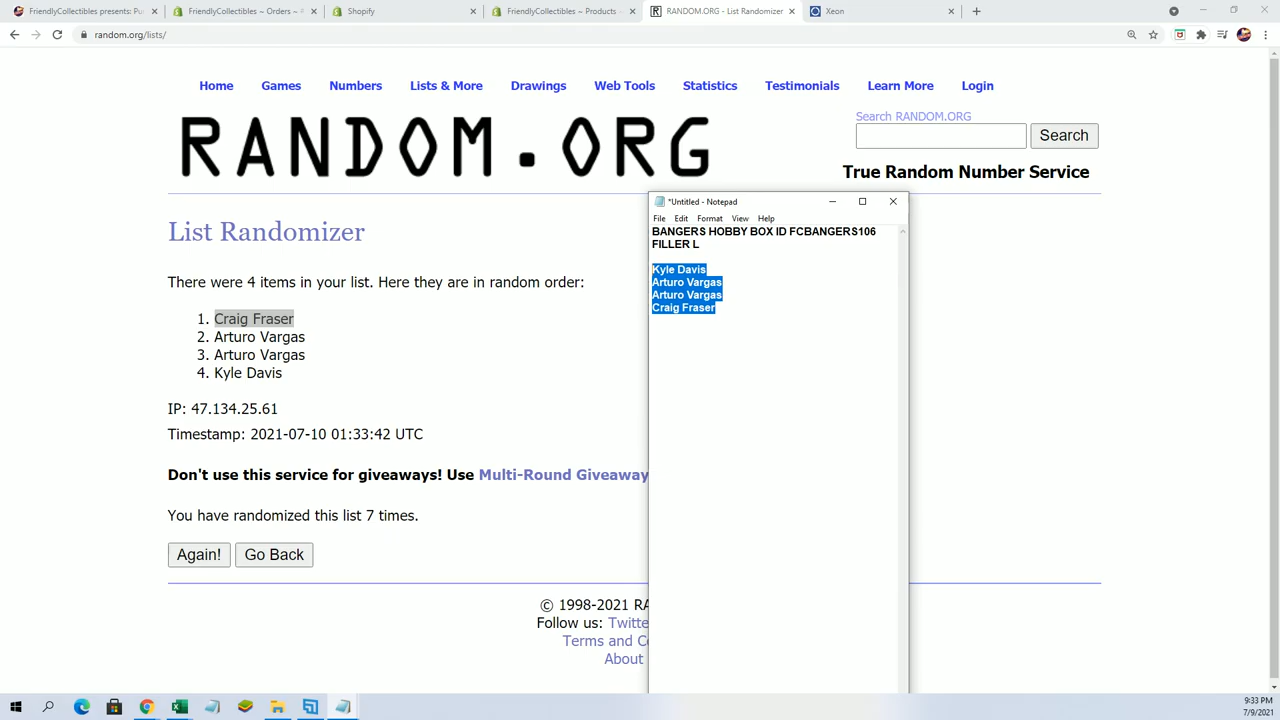 FriendlyCollectibles presents: Pu
FriendlyCollectibles ~ Orders ~
Shopify
FriendlyCollectibles ~ Products ~
RANDOM.ORG - List Randomizer
Xeon
random.org/lists/
Home Games Numbers Lists & More Drawings Web Tools Statistics Testimonials Learn More Login
RANDOM.ORG
Search RANDOM.ORG
Search
True Random Number Service
*Untitled - Notepad
File Edit Format View Help
BANGERS HOBBY BOX ID FCBANGERS106
FILLER L
Kyle Davis
Arturo Vargas
Arturo Vargas
Craig Fraser
List Randomizer
There were 4 items in your list. Here they are in random order:
1. Craig Fraser
2. Arturo Vargas
3. Arturo Vargas
4. Kyle Davis
IP: 47.134.25.61
Timestamp: 2021-07-10 01:33:42 UTC
Don't use this service for giveaways! Use Multi-Round Giveaway
You have randomized this list 7 times.
Again! Go Back
© 1998-2021 RA
Follow us: Twitte
Terms and Co
About
9:33 PM
7/9/2021